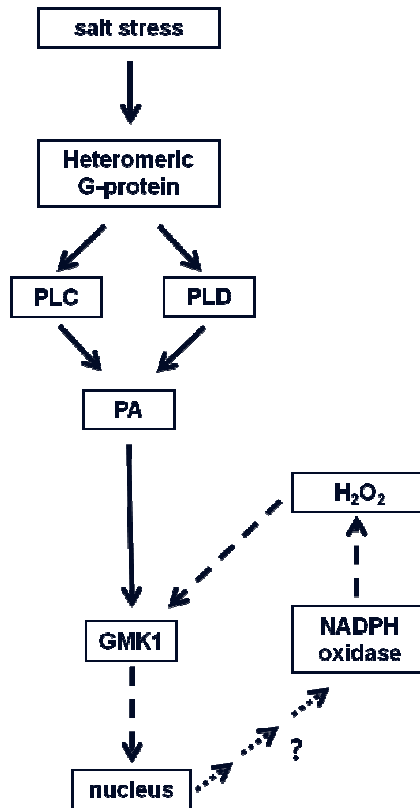 salt stress
Heteromeric
G-protein
PLC
PLD
PA
H₂O₂
GMK1
NADPH
oxidase
?
nucleus